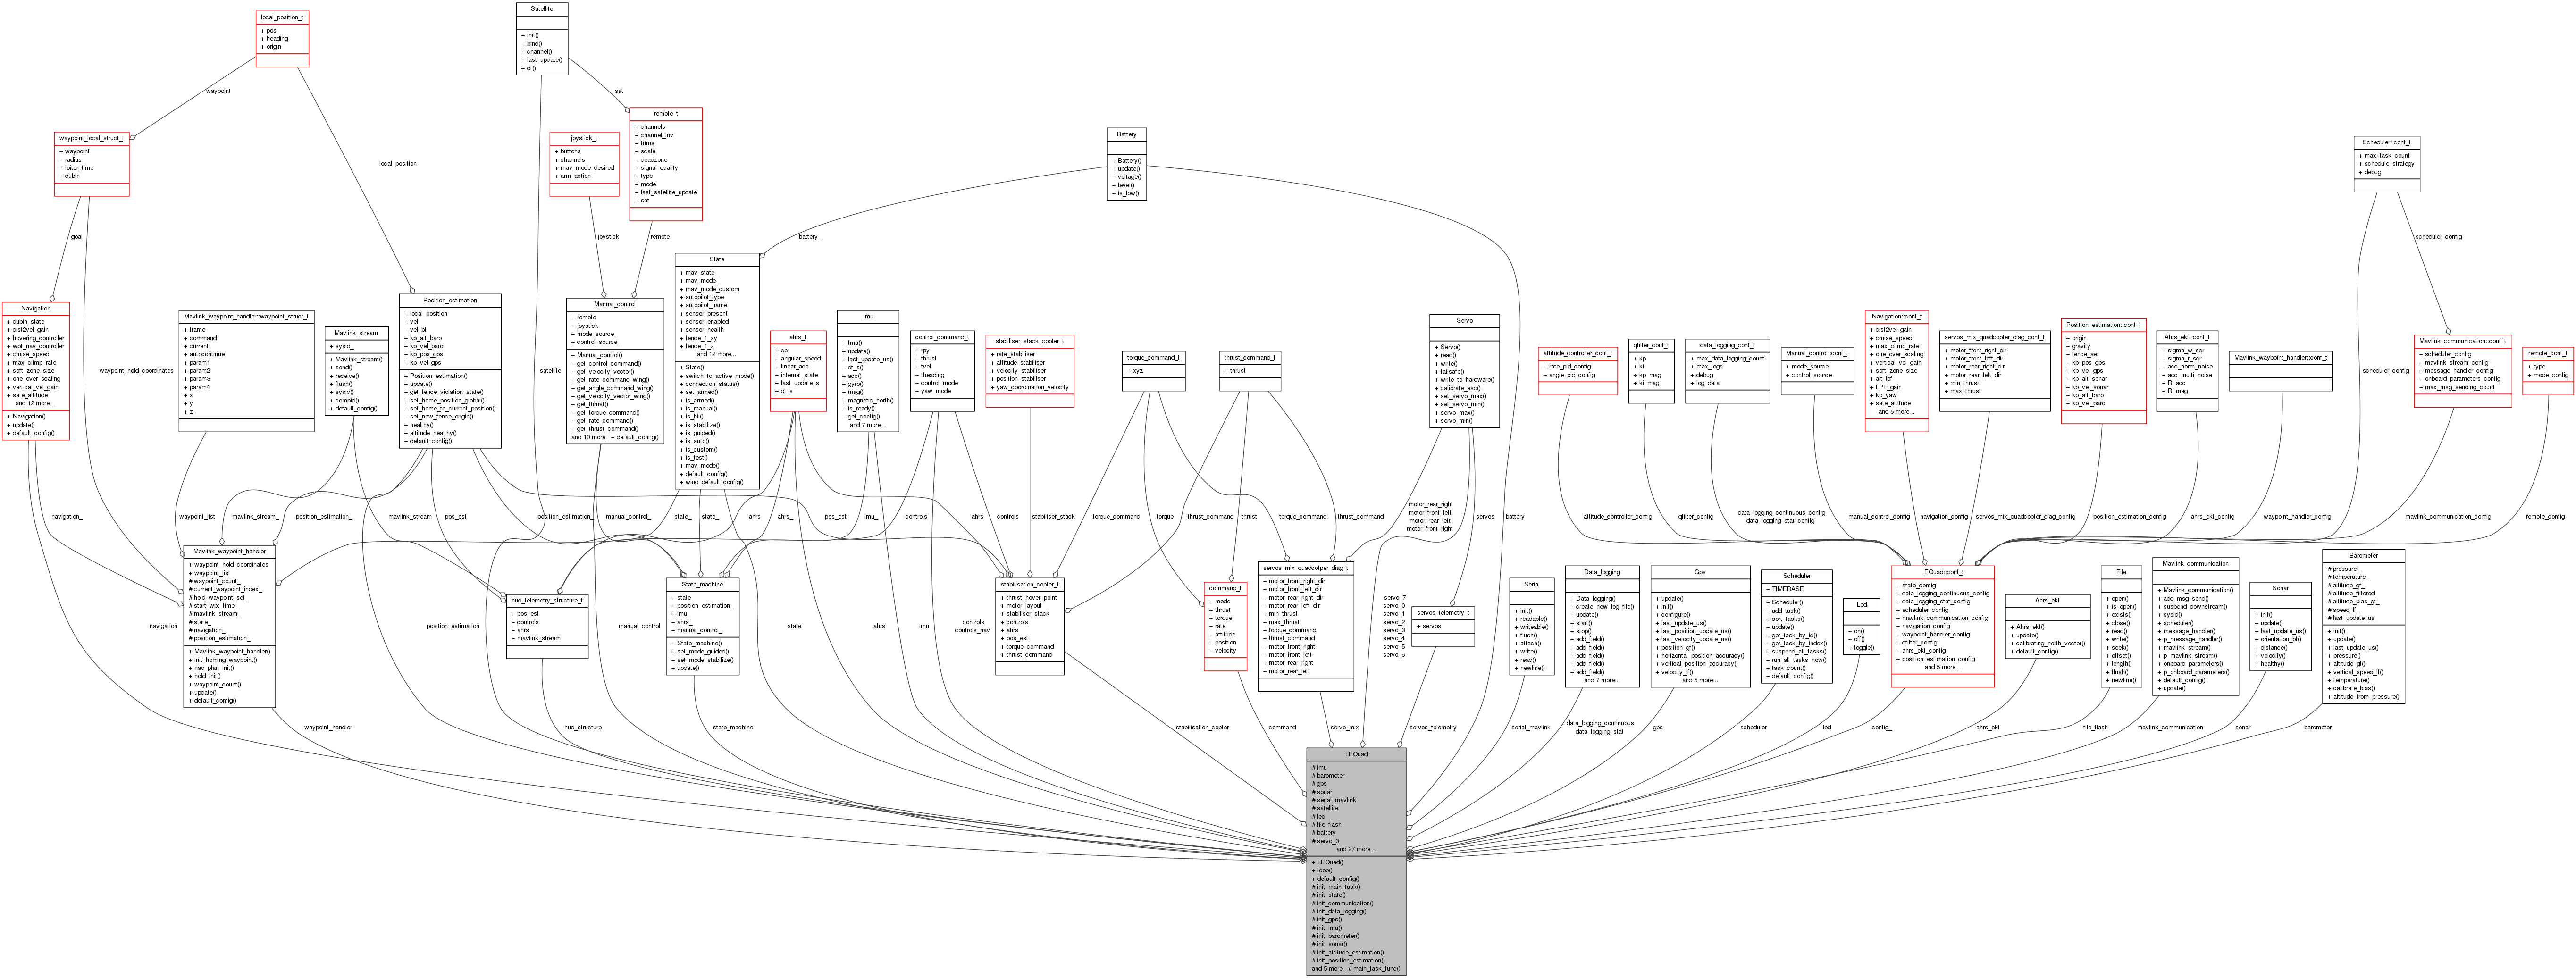 local_position_t
+ pos
+ heading
+ origin
Satellite
+ init()
+ bind()
+ channel()
+ last_update()
+ dt()
waypoint
sat
remote_t
+ channels
+ channel_inv
+ trims
+ scale
+ deadzone
+ signal_quality
+ type
+ mode
+ last_satellite_update
+ sat
waypoint_local_struct_t
+ waypoint
+ radius
+ loiter_time
+ dubin
local_position
joystick_t
+ buttons
+ channels
+ mav_mode_desired
+ arm_action
Battery
+ Battery()
+ update()
+ voltage()
+ level()
+ is_low()
Scheduler::conf_t
+ max_task_count
+ schedule_strategy
+ debug
goal
joystick
remote
battery_
scheduler_config
Navigation
+ dubin_state
+ dist2vel_gain
+ hovering_controller
+ wpt_nav_controller
+ cruise_speed
+ max_climb_rate
+ soft_zone_size
+ one_over_scaling
+ vertical_vel_gain
+ safe_altitude
and 12 more...
+ Navigation()
+ update()
+ default_config()
waypoint_hold_coordinates
Mavlink_waypoint_handler::waypoint_struct_t
+ frame
+ command
+ current
+ autocontinue
+ param1
+ param2
+ param3
+ param4
+ x
+ y
+ z
Mavlink_stream
+ sysid_
+ Mavlink_stream()
+ send()
+ receive()
+ flush()
+ sysid()
+ compid()
+ default_config()
Position_estimation
+ local_position
+ vel
+ vel_bf
+ kp_alt_baro
+ kp_vel_baro
+ kp_pos_gps
+ kp_vel_gps
+ Position_estimation()
+ update()
+ get_fence_violation_state()
+ set_home_position_global()
+ set_home_to_current_position()
+ set_new_fence_origin()
+ healthy()
+ altitude_healthy()
+ default_config()
satellite
Manual_control
+ remote
+ joystick
+ mode_source_
+ control_source_
+ Manual_control()
+ get_control_command()
+ get_velocity_vector()
+ get_rate_command_wing()
+ get_angle_command_wing()
+ get_velocity_vector_wing()
+ get_thrust()
+ get_torque_command()
+ get_rate_command()
+ get_thrust_command()
and 10 more...+ default_config()
State
+ mav_state_
+ mav_mode_
+ mav_mode_custom
+ autopilot_type
+ autopilot_name
+ sensor_present
+ sensor_enabled
+ sensor_health
+ fence_1_xy
+ fence_1_z
and 12 more...
+ State()
+ switch_to_active_mode()
+ connection_status()
+ set_armed()
+ is_armed()
+ is_manual()
+ is_hil()
+ is_stabilize()
+ is_guided()
+ is_auto()
+ is_custom()
+ is_test()
+ mav_mode()
+ default_config()
+ wing_default_config()
ahrs_t
+ qe
+ angular_speed
+ linear_acc
+ internal_state
+ last_update_s
+ dt_s
Imu
+ Imu()
+ update()
+ last_update_us()
+ dt_s()
+ acc()
+ gyro()
+ mag()
+ magnetic_north()
+ is_ready()
+ get_config()
and 7 more...
control_command_t
+ rpy
+ thrust
+ tvel
+ theading
+ control_mode
+ yaw_mode
stabiliser_stack_copter_t
+ rate_stabiliser
+ attitude_stabiliser
+ velocity_stabiliser
+ position_stabiliser
+ yaw_coordination_velocity
torque_command_t
+ xyz
thrust_command_t
+ thrust
Servo
+ Servo()
+ read()
+ write()
+ failsafe()
+ write_to_hardware()
+ calibrate_esc()
+ set_servo_max()
+ set_servo_min()
+ servo_max()
+ servo_min()
attitude_controller_conf_t
+ rate_pid_config
+ angle_pid_config
qfilter_conf_t
+ kp
+ ki
+ kp_mag
+ ki_mag
data_logging_conf_t
+ max_data_logging_count
+ max_logs
+ debug
+ log_data
Manual_control::conf_t
+ mode_source
+ control_source
Navigation::conf_t
+ dist2vel_gain
+ cruise_speed
+ max_climb_rate
+ one_over_scaling
+ vertical_vel_gain
+ soft_zone_size
+ alt_lpf
+ LPF_gain
+ kp_yaw
+ safe_altitude
and 5 more...
servos_mix_quadcopter_diag_conf_t
+ motor_front_right_dir
+ motor_front_left_dir
+ motor_rear_right_dir
+ motor_rear_left_dir
+ min_thrust
+ max_thrust
Position_estimation::conf_t
+ origin
+ gravity
+ fence_set
+ kp_pos_gps
+ kp_vel_gps
+ kp_alt_sonar
+ kp_vel_sonar
+ kp_alt_baro
+ kp_vel_baro
Ahrs_ekf::conf_t
+ sigma_w_sqr
+ sigma_r_sqr
+ acc_norm_noise
+ acc_multi_noise
+ R_acc
+ R_mag
Mavlink_waypoint_handler::conf_t
scheduler_config
Mavlink_communication::conf_t
+ scheduler_config
+ mavlink_stream_config
+ message_handler_config
+ onboard_parameters_config
+ max_msg_sending_count
remote_conf_t
+ type
+ mode_config
navigation_
waypoint_list
mavlink_stream_
position_estimation_
mavlink_stream
pos_est
position_estimation_
manual_control_
state_
state_
ahrs
ahrs_
pos_est
imu_
controls
ahrs
controls
stabiliser_stack
torque_command
torque
thrust_command
thrust
torque_command
thrust_command
motor_rear_right
motor_front_left
motor_rear_left
motor_front_right
servos
battery
attitude_controller_config
qfilter_config
data_logging_continuous_config
data_logging_stat_config
manual_control_config
navigation_config
servos_mix_quadcopter_diag_config
position_estimation_config
ahrs_ekf_config
waypoint_handler_config
mavlink_communication_config
remote_config
Mavlink_waypoint_handler
+ waypoint_hold_coordinates
+ waypoint_list
# waypoint_count_
# current_waypoint_index_
# hold_waypoint_set_
# start_wpt_time_
# mavlink_stream_
# state_
# navigation_
# position_estimation_
+ Mavlink_waypoint_handler()
+ init_homing_waypoint()
+ nav_plan_init()
+ hold_init()
+ waypoint_count()
+ update()
+ default_config()
navigation
position_estimation
hud_telemetry_structure_t
+ pos_est
+ controls
+ ahrs
+ mavlink_stream
manual_control
State_machine
+ state_
+ position_estimation_
+ imu_
+ ahrs_
+ manual_control_
+ State_machine()
+ set_mode_guided()
+ set_mode_stabilize()
+ update()
state
ahrs
imu
controls
controls_nav
stabilisation_copter_t
+ thrust_hover_point
+ motor_layout
+ stabiliser_stack
+ controls
+ ahrs
+ pos_est
+ torque_command
+ thrust_command
command_t
+ mode
+ thrust
+ torque
+ rate
+ attitude
+ position
+ velocity
servos_mix_quadcotper_diag_t
+ motor_front_right_dir
+ motor_front_left_dir
+ motor_rear_right_dir
+ motor_rear_left_dir
+ min_thrust
+ max_thrust
+ torque_command
+ thrust_command
+ motor_front_right
+ motor_front_left
+ motor_rear_right
+ motor_rear_left
servo_7
servo_0
servo_1
servo_2
servo_3
servo_4
servo_5
servo_6
servos_telemetry_t
+ servos
Serial
+ init()
+ readable()
+ writeable()
+ flush()
+ attach()
+ write()
+ read()
+ newline()
Data_logging
+ Data_logging()
+ create_new_log_file()
+ update()
+ start()
+ stop()
+ add_field()
+ add_field()
+ add_field()
+ add_field()
+ add_field()
and 7 more...
Gps
+ update()
+ init()
+ configure()
+ last_update_us()
+ last_position_update_us()
+ last_velocity_update_us()
+ position_gf()
+ horizontal_position_accuracy()
+ vertical_position_accuracy()
+ velocity_lf()
and 5 more...
Scheduler
+ TIMEBASE
+ Scheduler()
+ add_task()
+ sort_tasks()
+ update()
+ get_task_by_id()
+ get_task_by_index()
+ suspend_all_tasks()
+ run_all_tasks_now()
+ task_count()
+ default_config()
Led
+ on()
+ off()
+ toggle()
LEQuad::conf_t
+ state_config
+ data_logging_continuous_config
+ data_logging_stat_config
+ scheduler_config
+ mavlink_communication_config
+ navigation_config
+ waypoint_handler_config
+ qfilter_config
+ ahrs_ekf_config
+ position_estimation_config
and 5 more...
Ahrs_ekf
+ Ahrs_ekf()
+ update()
+ calibrating_north_vector()
+ default_config()
File
+ open()
+ is_open()
+ exists()
+ close()
+ read()
+ write()
+ seek()
+ offset()
+ length()
+ flush()
+ newline()
Mavlink_communication
+ Mavlink_communication()
+ add_msg_send()
+ suspend_downstream()
+ sysid()
+ scheduler()
+ message_handler()
+ p_message_handler()
+ mavlink_stream()
+ p_mavlink_stream()
+ onboard_parameters()
+ p_onboard_parameters()
+ default_config()
+ update()
Sonar
+ init()
+ update()
+ last_update_us()
+ orientation_bf()
+ distance()
+ velocity()
+ healthy()
Barometer
# pressure_
# temperature_
# altitude_filtered
# altitude_gf_
# altitude_bias_gf_
# speed_lf_
# last_update_us_
+ init()
+ update()
+ last_update_us()
+ pressure()
+ altitude_gf()
+ vertical_speed_lf()
+ temperature()
+ calibrate_bias()
+ altitude_from_pressure()
waypoint_handler
hud_structure
state_machine
stabilisation_copter
command
servo_mix
servos_telemetry
serial_mavlink
data_logging_continuous
data_logging_stat
gps
scheduler
led
config_
ahrs_ekf
file_flash
mavlink_communication
sonar
barometer
LEQuad
# imu
# barometer
# gps
# sonar
# serial_mavlink
# satellite
# led
# file_flash
# battery
# servo_0
and 27 more...
+ LEQuad()
+ loop()
+ default_config()
# init_main_task()
# init_state()
# init_communication()
# init_data_logging()
# init_gps()
# init_imu()
# init_barometer()
# init_sonar()
# init_attitude_estimation()
# init_position_estimation()
and 5 more...# main_task_func()